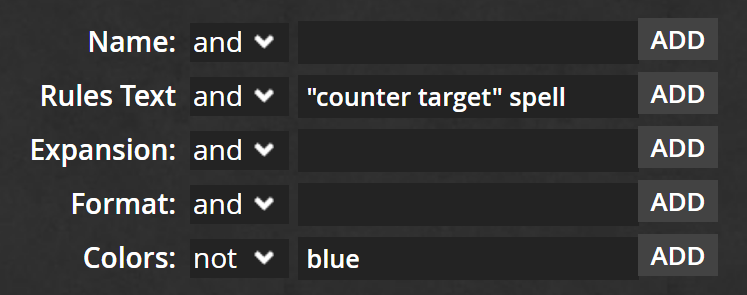 Name: and ADD
Rules Text and "counter target" spell ADD
Expansion: and ADD
Format: and ADD
Colors: not blue ADD